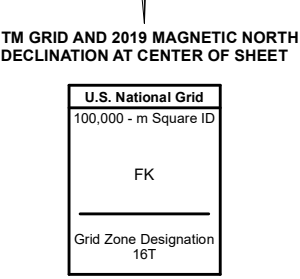 TM GRID AND 2019 MAGNETIC NORTH
DECLINATION AT CENTER OF SHEET
U.S. National Grid
100,000 - m Square ID
FK
Grid Zone Designation
16T